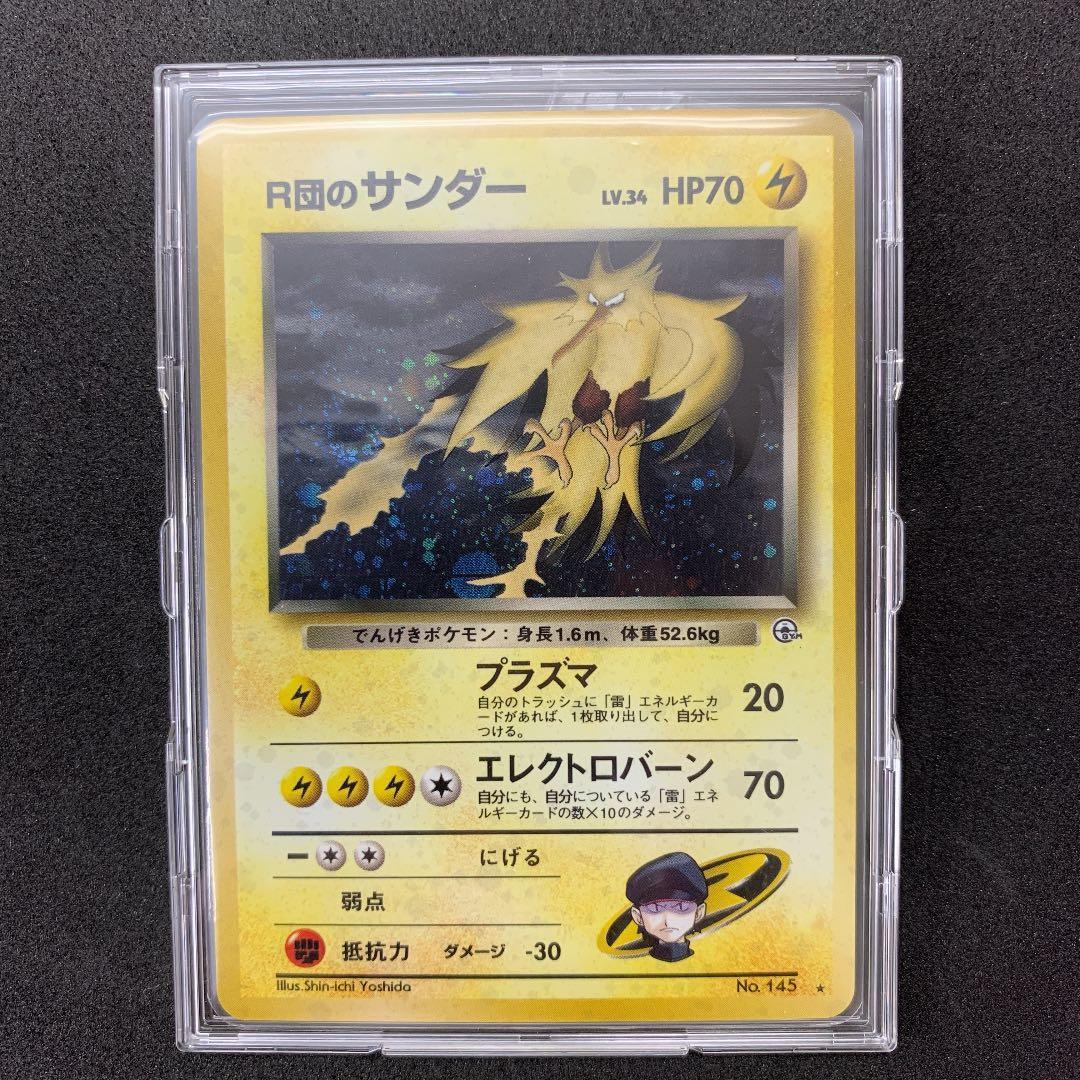 R団のサンダー LV.34 HP70
でんげきポケモン：身長1.6m、体重52.6kg
GYM
プラズマ 20
自分のトラッシュに「雷」エネルギーカ
ードがあれば、1枚取り出して、自分に
つける。
エレクトロバーン 70
自分にも、自分についている「雷」エネ
ルギーカードの数×10のダメージ。
にげる
弱点
抵抗力 ダメージ -30
Illus.Shin-ichi Yoshida No. 145 ★